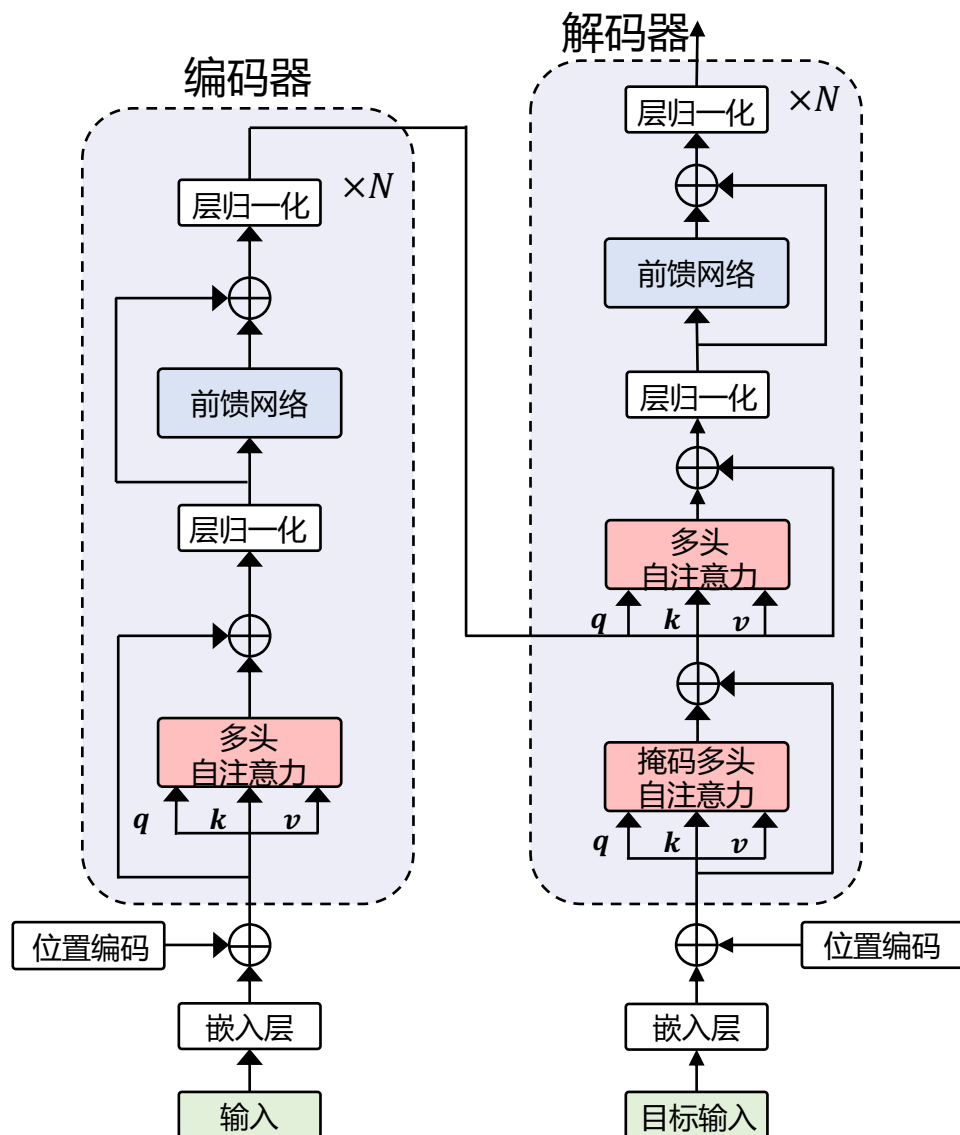 编码器
×N
层归一化
前馈网络
层归一化
多头
自注意力
q k v
位置编码
嵌入层
输入
解码器
×N
层归一化
前馈网络
层归一化
多头
自注意力
q k v
掩码多头
自注意力
q k v
位置编码
嵌入层
目标输入